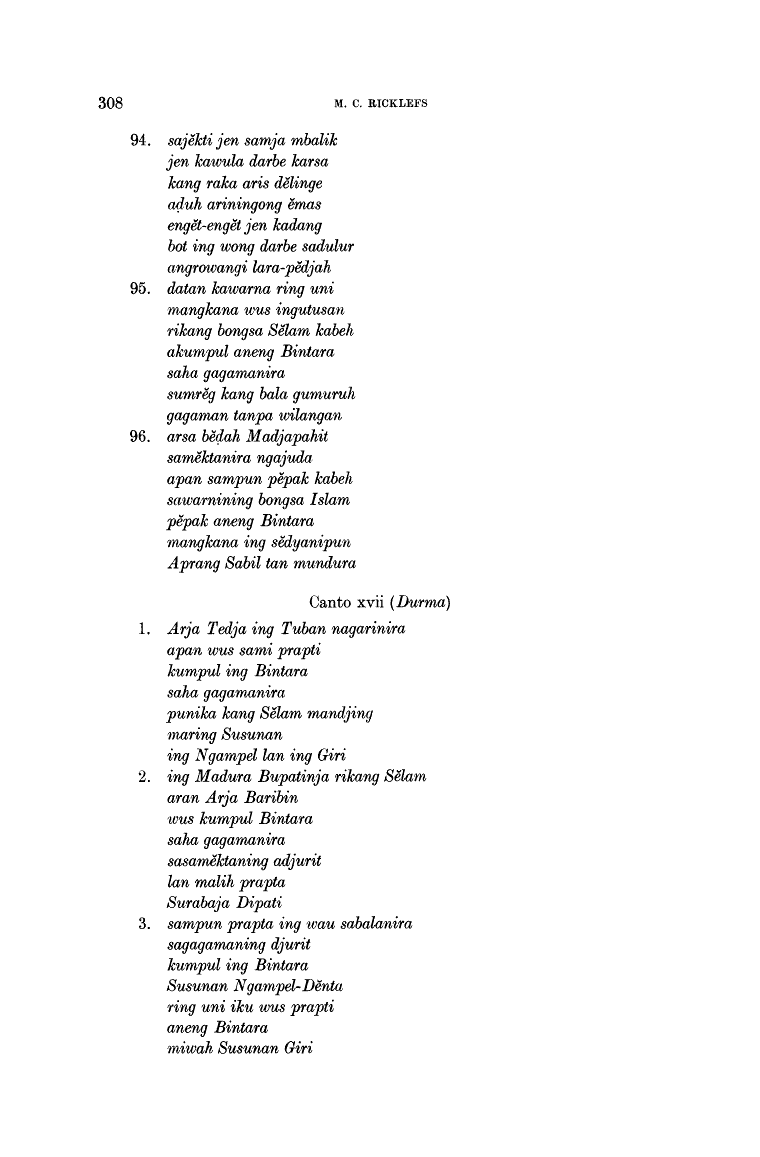 308 M. C. RICKLEFS
94. sajĕkti jen samja mbalik
jen kawula darbe karsa
kang raka aris dĕlinge
aḍuh ariningong ĕmas
engĕt-engĕt jen kadang
bot ing wong darbe sadulur
angrowangi lara-pĕdjah
95. datan kawarna ring uni
mangkana wus ingutusan
rikang bongsa Sĕlam kabeh
akumpul aneng Bintara
saha gagamanira
sumrĕg kang bala gumuruh
gagaman tanpa wilangan
96. arsa bĕḍah Madjapahit
samĕktanira ngajuda
apan sampun pĕpak kabeh
sawarnining bongsa Islam
pĕpak aneng Bintara
mangkana ing sĕdyanipun
Aprang Sabil tan mundura
Canto xvii (Durma)
1. Arja Tedja ing Tuban nagarinira
apan wus sami prapti
kumpul ing Bintara
saha gagamanira
punika kang Sĕlam mandjing
maring Susunan
ing Ngampel lan ing Giri
2. ing Madura Bupatinja rikang Sĕlam
aran Arja Baribin
wus kumpul Bintara
saha gagamanira
sasamĕktaning adjurit
lan malih prapta
Surabaja Dipati
3. sampun prapta ing wau sabalanira
sagagamaning djurit
kumpul ing Bintara
Susunan Ngampel-Dĕnta
ring uni iku wus prapti
aneng Bintara
miwah Susunan Giri